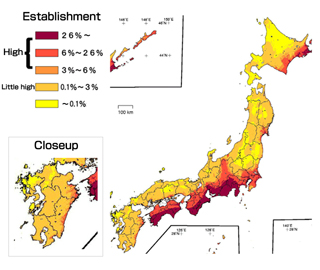 Establishment
High
26%～
6%～26%
3%～6%
Little high
0.1%～3%
～0.1%
100 km
Closeup